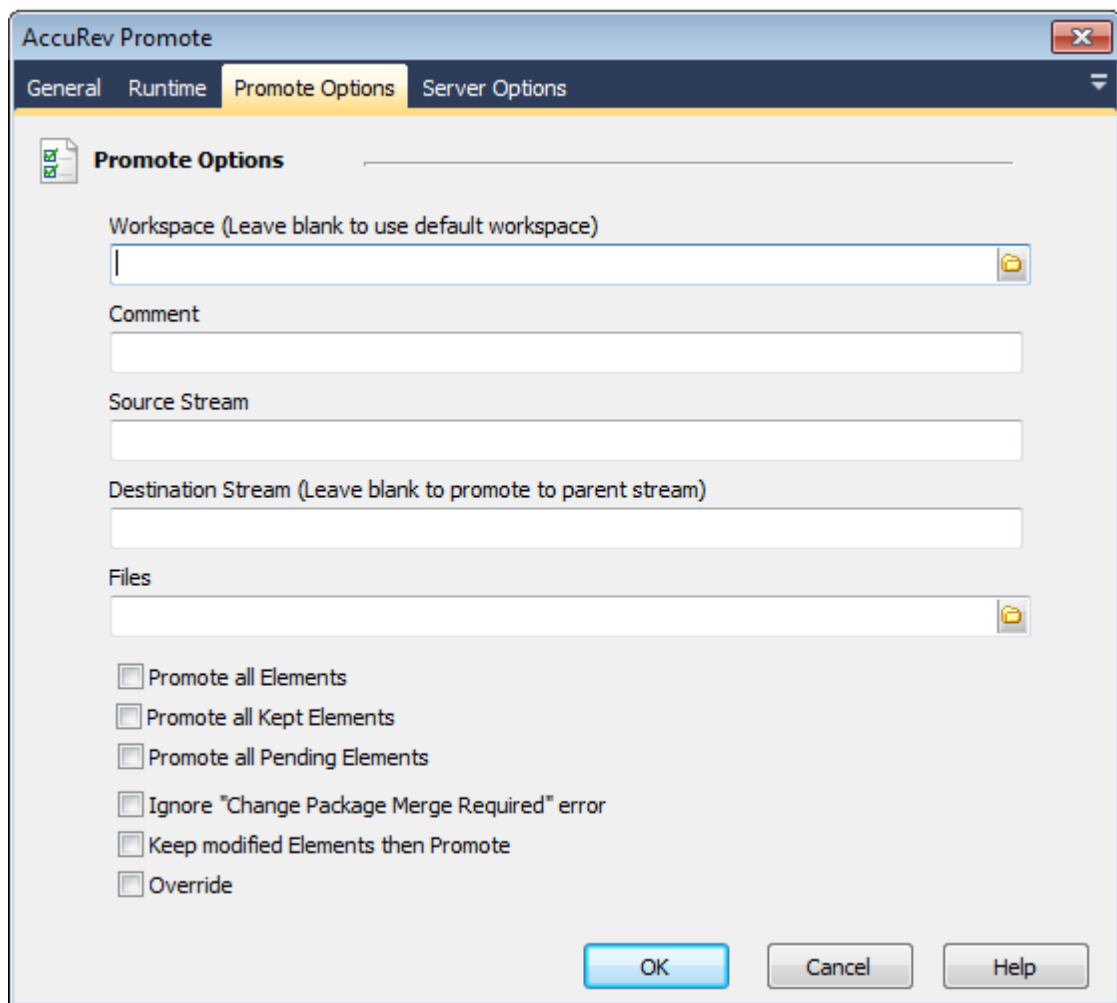 AccuRev Promote
General Runtime Promote Options Server Options
Promote Options
Workspace (Leave blank to use default workspace)
Comment
Source Stream
Destination Stream (Leave blank to promote to parent stream)
Files
Promote all Elements
Promote all Kept Elements
Promote all Pending Elements
Ignore "Change Package Merge Required" error
Keep modified Elements then Promote
Override
OK Cancel Help